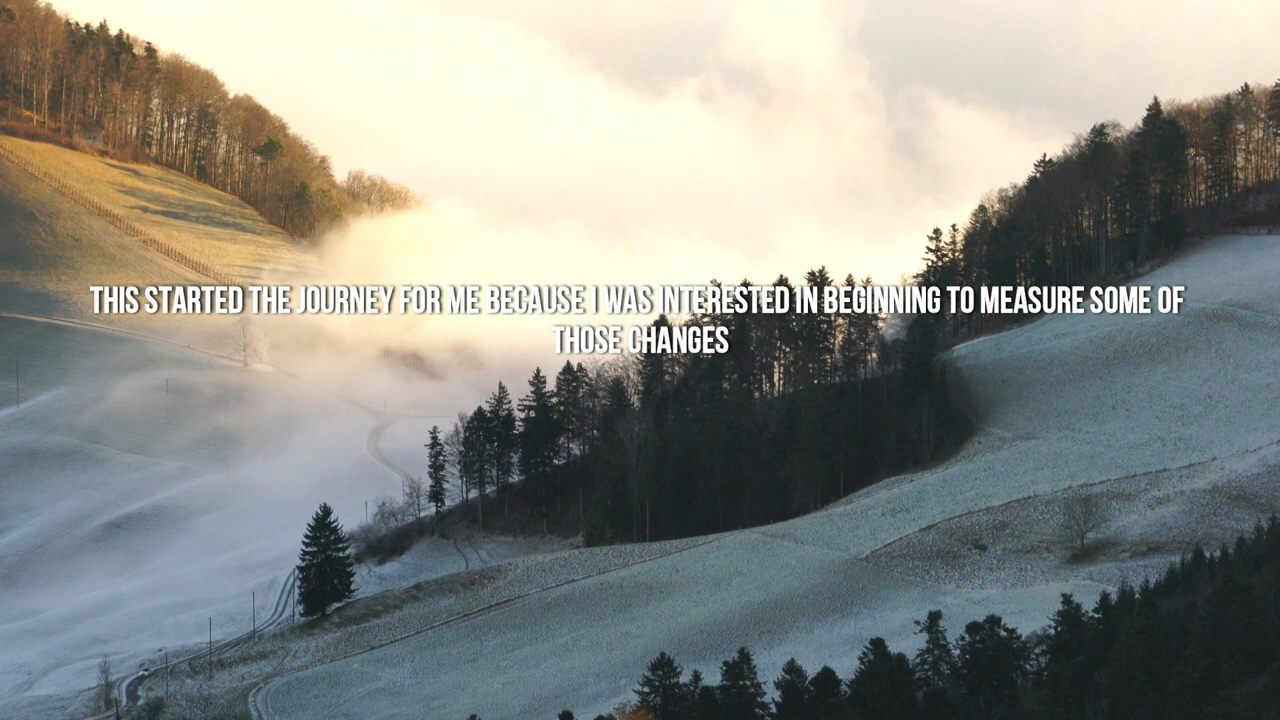 THIS STARTED THE JOURNEY FOR ME BECAUSE I WAS INTERESTED IN BEGINNING TO MEASURE SOME OF
THOSE CHANGES